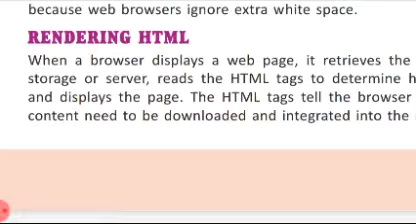 because web browsers ignore extra white space.
RENDERING HTML
When a browser displays a web page, it retrieves the
storage or server, reads the HTML tags to determine h
and displays the page. The HTML tags tell the browser
content need to be downloaded and integrated into the